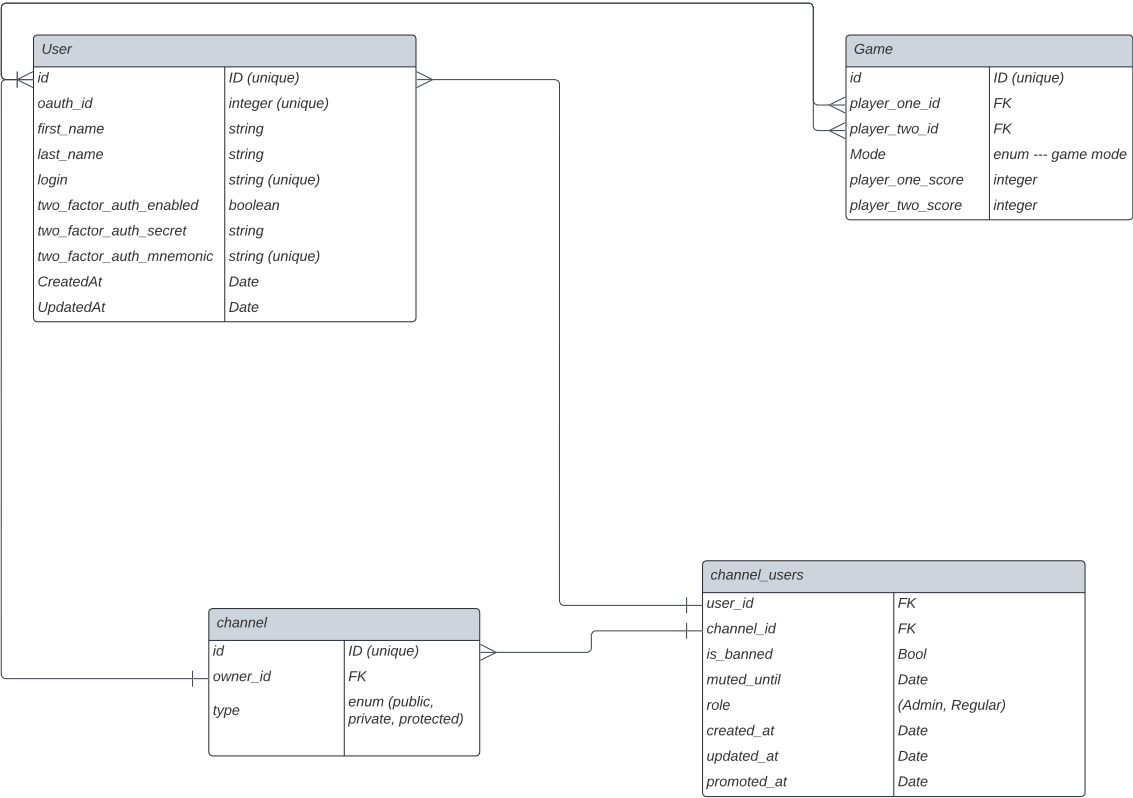 User
id ID (unique)
oauth_id integer (unique)
first_name string
last_name string
login string (unique)
two_factor_auth_enabled boolean
two_factor_auth_secret string
two_factor_auth_mnemonic string (unique)
CreatedAt Date
UpdatedAt Date
Game
id ID (unique)
player_one_id FK
player_two_id FK
Mode enum --- game mode
player_one_score integer
player_two_score integer
channel
id ID (unique)
owner_id FK
type enum (public,
private, protected)
channel_users
user_id FK
channel_id FK
is_banned Bool
muted_until Date
role (Admin, Regular)
created_at Date
updated_at Date
promoted_at Date